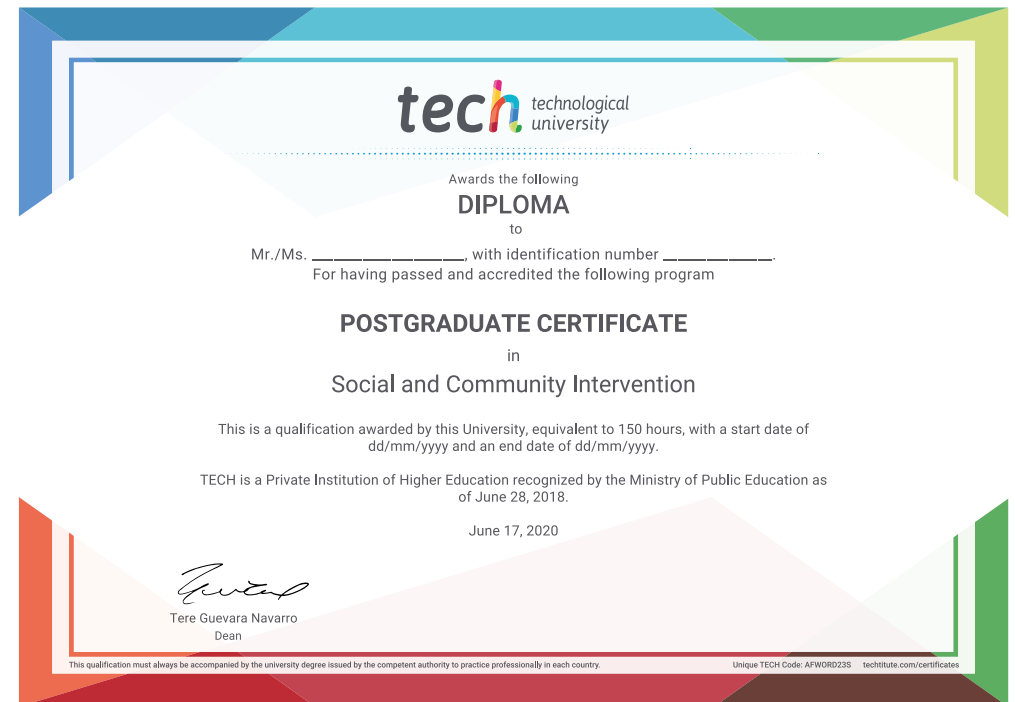 tech technological
university
Awards the following
DIPLOMA
to
Mr./Ms. ____________________, with identification number ______________.
For having passed and accredited the following program
POSTGRADUATE CERTIFICATE
in
Social and Community Intervention
This is a qualification awarded by this University, equivalent to 150 hours, with a start date of
dd/mm/yyyy and an end date of dd/mm/yyyy.
TECH is a Private Institution of Higher Education recognized by the Ministry of Public Education as
of June 28, 2018.
June 17, 2020
Tere Guevara Navarro
Dean
This qualification must always be accompanied by the university degree issued by the competent authority to practice professionally in each country.
Unique TECH Code: AFWORD23S techtitute.com/certificates